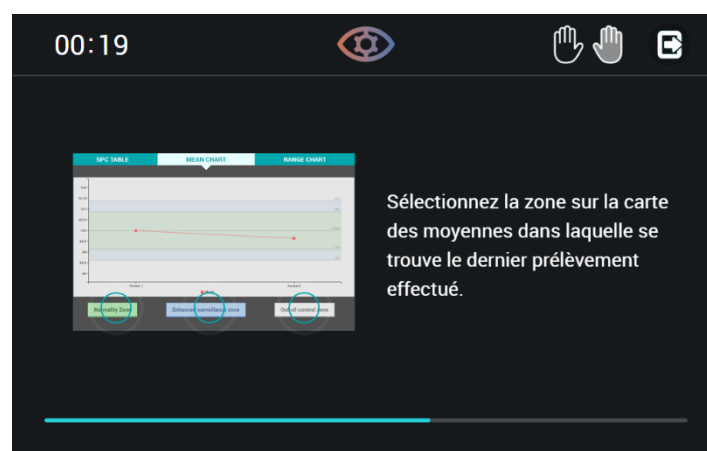 00:19
SPC TABLE MEAN CHART RANGE CHART
Sélectionnez la zone sur la carte
des moyennes dans laquelle se
trouve le dernier prélèvement
effectué.
Normality Zone Enhanced surveillance zone Out-of-control zone